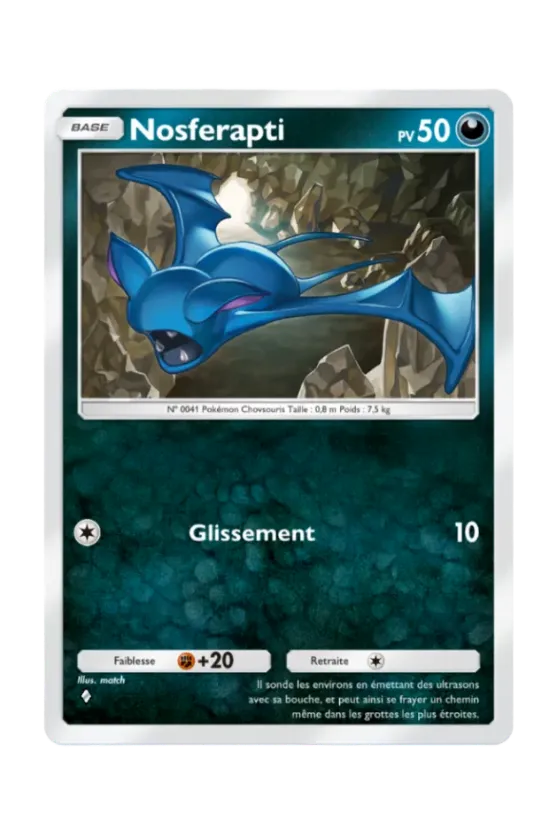 BASE Nosferapti PV 50
N° 0041 Pokémon Chovsouris Taille : 0,8 m Poids : 7,5 kg
Glissement 10
Faiblesse +20 Retraite
Illus. match
Il sonde les environs en émettant des ultrasons
avec sa bouche, et peut ainsi se frayer un chemin
même dans les grottes les plus étroites.